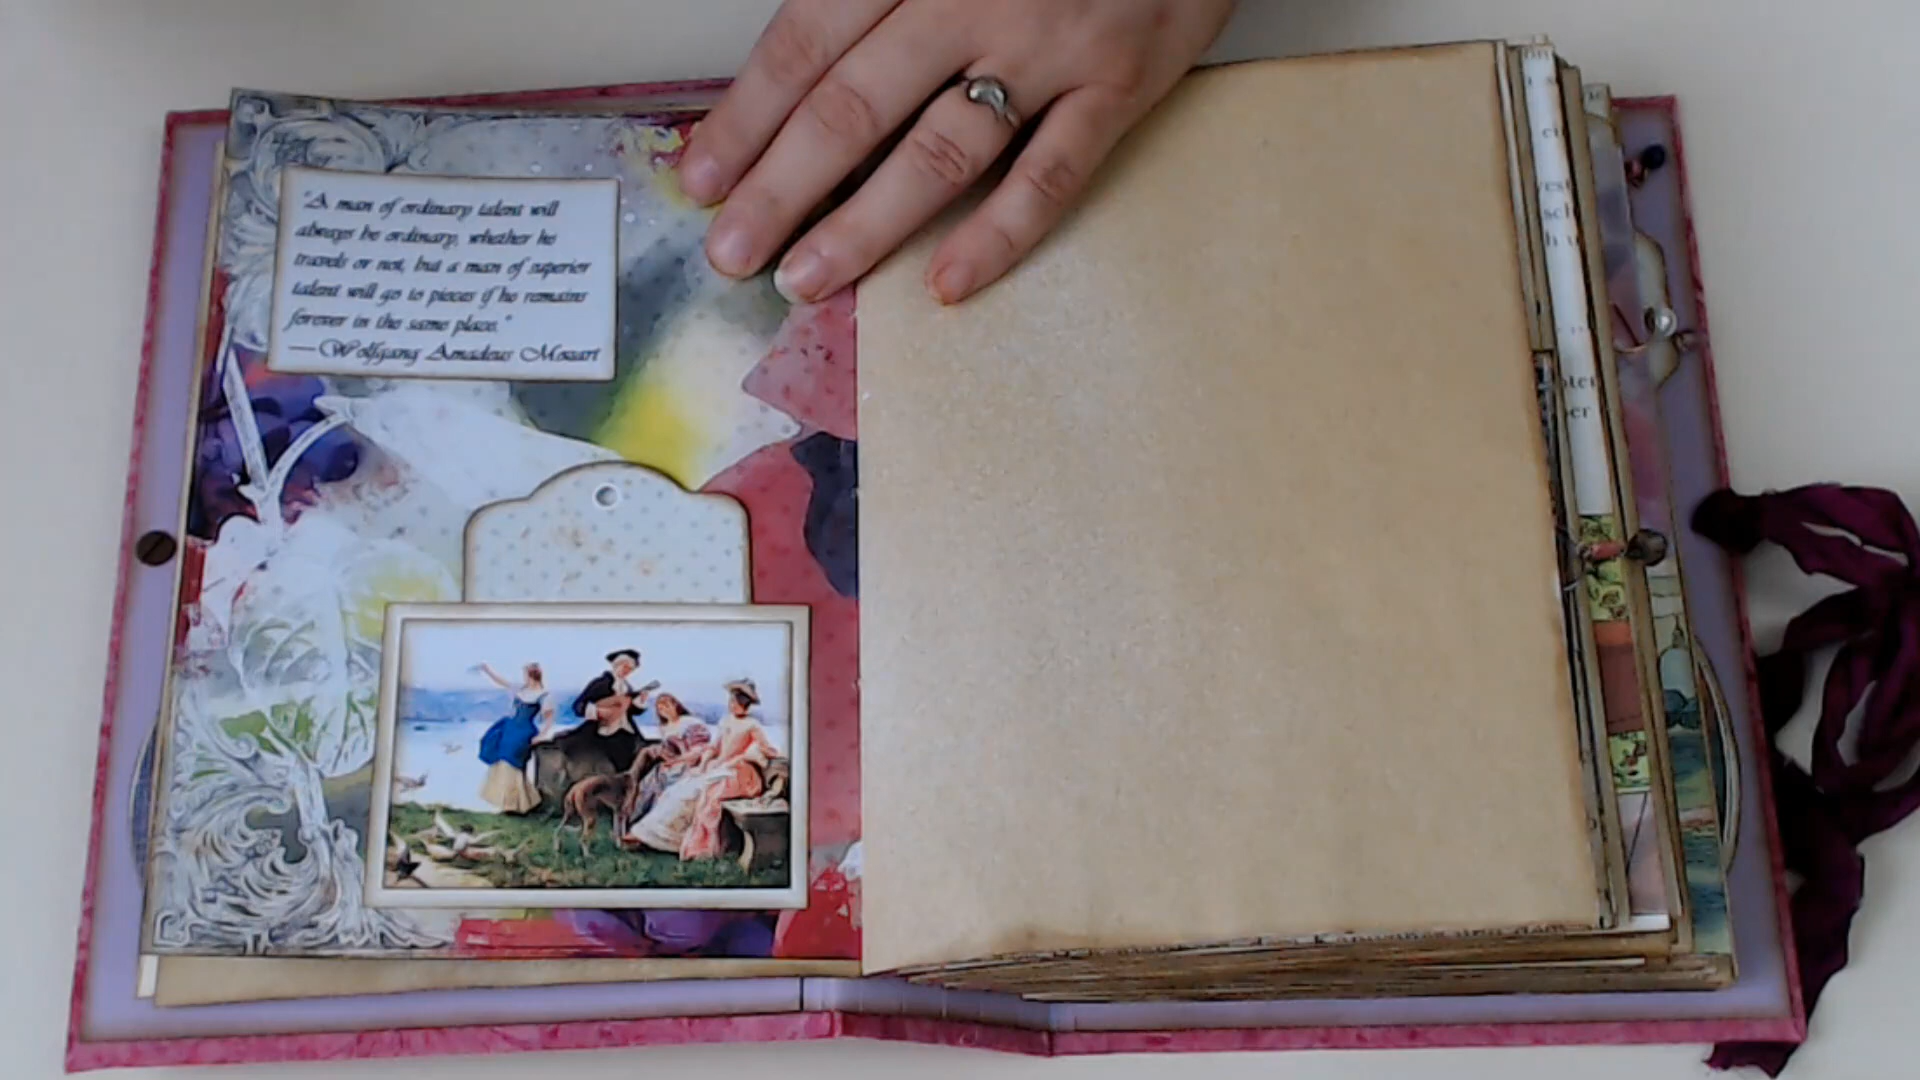 "A man of ordinary talent will
always be ordinary, whether he
travels or not, but a man of superior
talent will go to pieces if he remains
forever in the same place."
—Wolfgang Amadeus Mozart